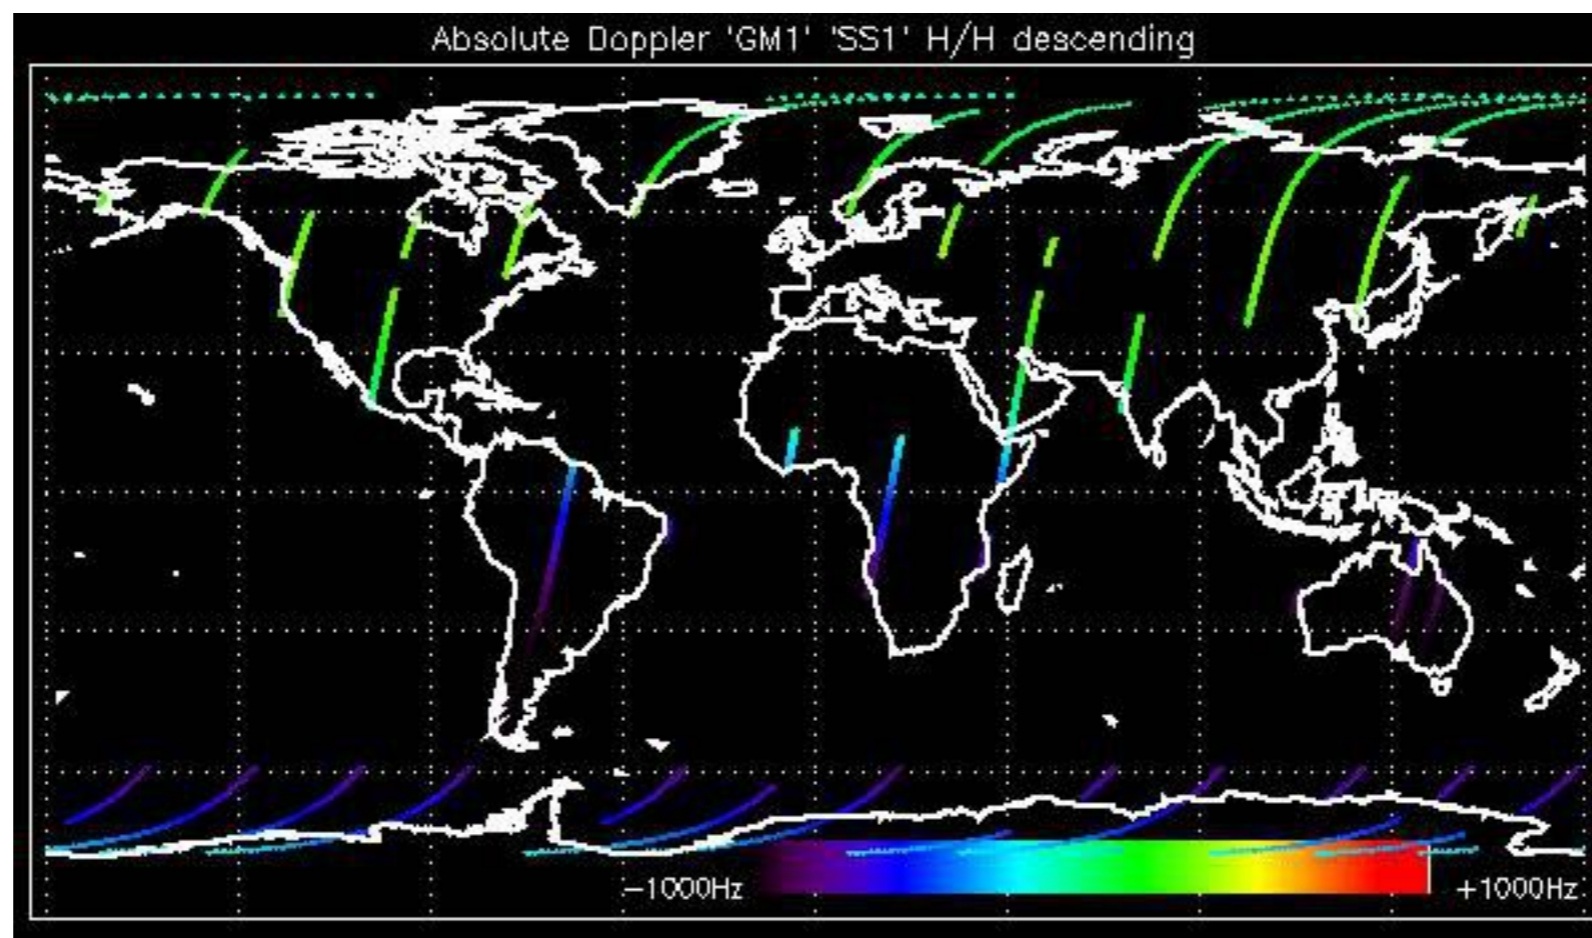 Absolute Doppler 'GM1' 'SS1' H/H descending
−1000Hz
+1000Hz